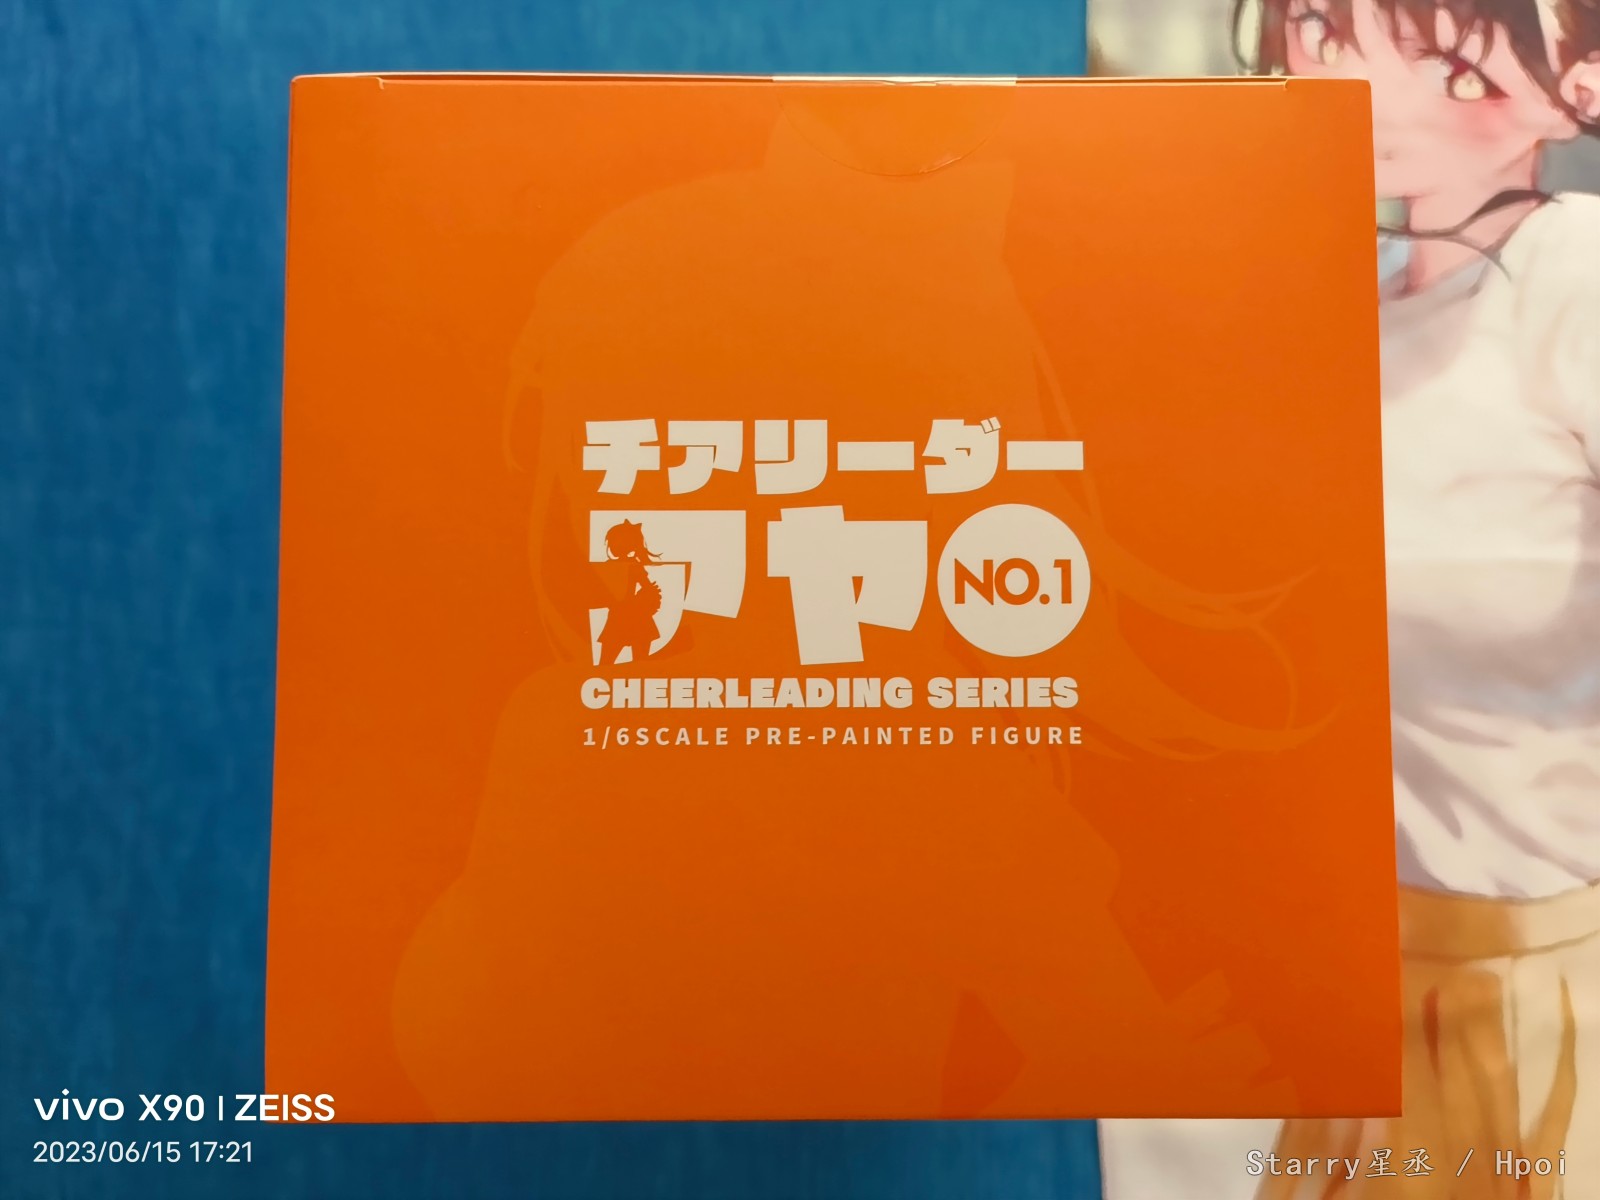 チアリーダー
アヤ NO.1
CHEERLEADING SERIES
1/6SCALE PRE-PAINTED FIGURE
vivo X90 | ZEISS
2023/06/15 17:21
Starry星丞 / Hpoi